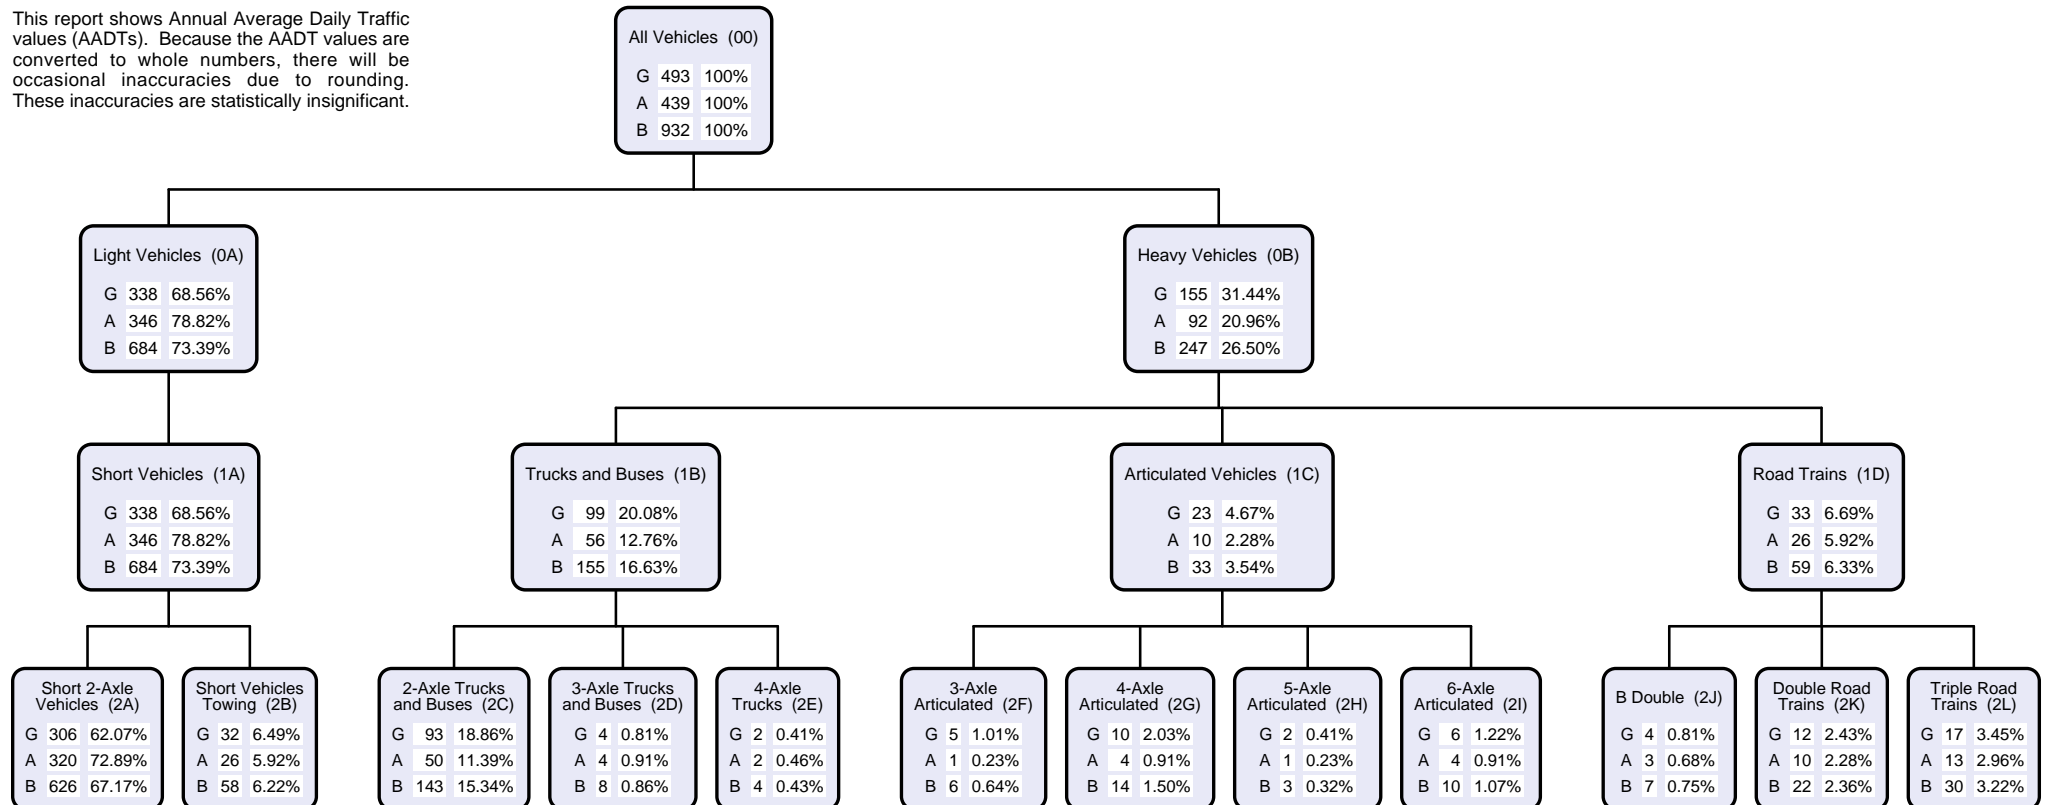 This report shows Annual Average Daily Traffic
values (AADTs). Because the AADT values are
converted to whole numbers, there will be
occasional inaccuracies due to rounding.
These inaccuracies are statistically insignificant.
All Vehicles (00)
G 493 100%
A 439 100%
B 932 100%
Light Vehicles (0A)
G 338 68.56%
A 346 78.82%
B 684 73.39%
Heavy Vehicles (0B)
G 155 31.44%
A 92 20.96%
B 247 26.50%
Short Vehicles (1A)
G 338 68.56%
A 346 78.82%
B 684 73.39%
Trucks and Buses (1B)
G 99 20.08%
A 56 12.76%
B 155 16.63%
Articulated Vehicles (1C)
G 23 4.67%
A 10 2.28%
B 33 3.54%
Road Trains (1D)
G 33 6.69%
A 26 5.92%
B 59 6.33%
Short 2-Axle
Vehicles (2A)
G 306 62.07%
A 320 72.89%
B 626 67.17%
Short Vehicles
Towing (2B)
G 32 6.49%
A 26 5.92%
B 58 6.22%
2-Axle Trucks
and Buses (2C)
G 93 18.86%
A 50 11.39%
B 143 15.34%
3-Axle Trucks
and Buses (2D)
G 4 0.81%
A 4 0.91%
B 8 0.86%
4-Axle
Trucks (2E)
G 2 0.41%
A 2 0.46%
B 4 0.43%
3-Axle
Articulated (2F)
G 5 1.01%
A 1 0.23%
B 6 0.64%
4-Axle
Articulated (2G)
G 10 2.03%
A 4 0.91%
B 14 1.50%
5-Axle
Articulated (2H)
G 2 0.41%
A 1 0.23%
B 3 0.32%
6-Axle
Articulated (2I)
G 6 1.22%
A 4 0.91%
B 10 1.07%
B Double (2J)
G 4 0.81%
A 3 0.68%
B 7 0.75%
Double Road
Trains (2K)
G 12 2.43%
A 10 2.28%
B 22 2.36%
Triple Road
Trains (2L)
G 17 3.45%
A 13 2.96%
B 30 3.22%